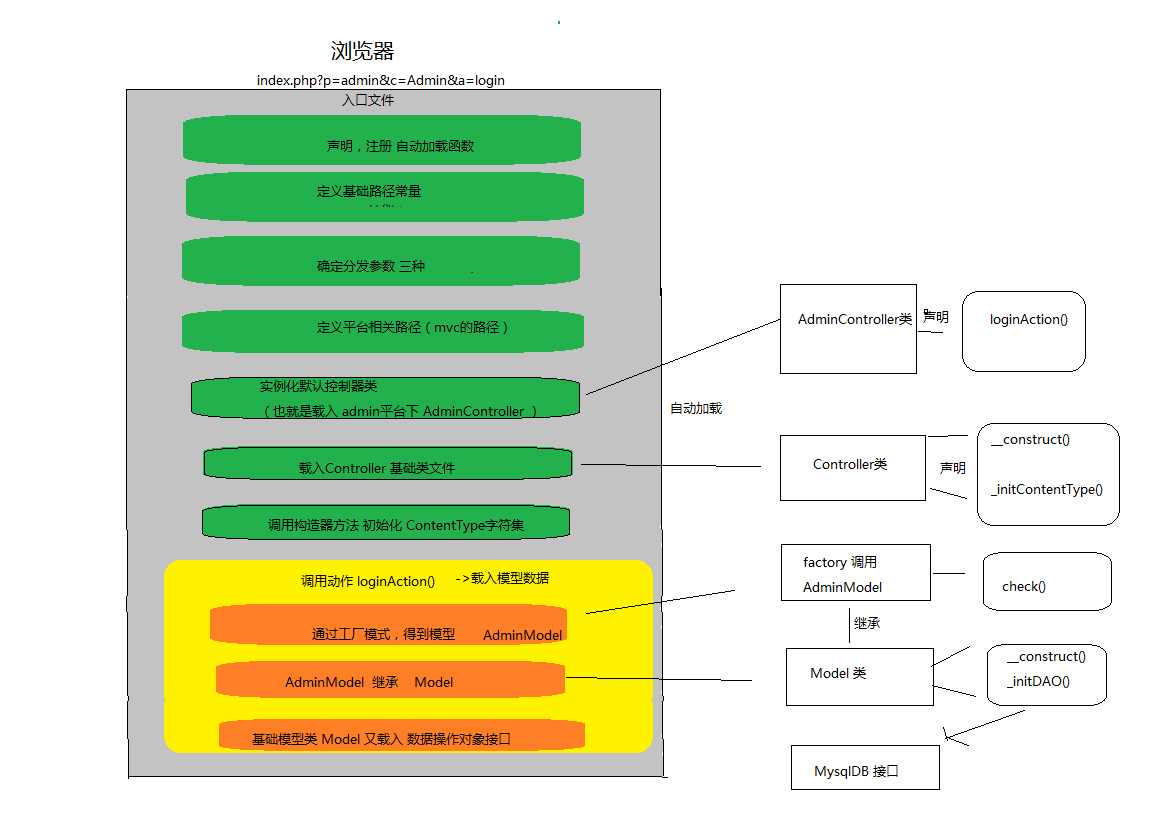 浏览器
index.php?p=admin&c=Admin&a=login
入口文件
声明，注册 自动加载函数
定义基础路径常量
确定分发参数 三种
定义平台相关路径（mvc的路径）
实例化默认控制器类
（也就是载入 admin平台下 AdminController ）
载入Controller 基础类文件
调用构造器方法 初始化 ContentType字符集
调用动作 loginAction() ->载入模型数据
通过工厂模式，得到模型 AdminModel
AdminModel 继承 Model
基础模型类 Model 又载入 数据操作对象接口
自动加载
AdminController类
声明
loginAction()
Controller类
声明
__construct()
_initContentType()
factory 调用
AdminModel
check()
继承
Model 类
__construct()
_initDAO()
MysqlDB 接口